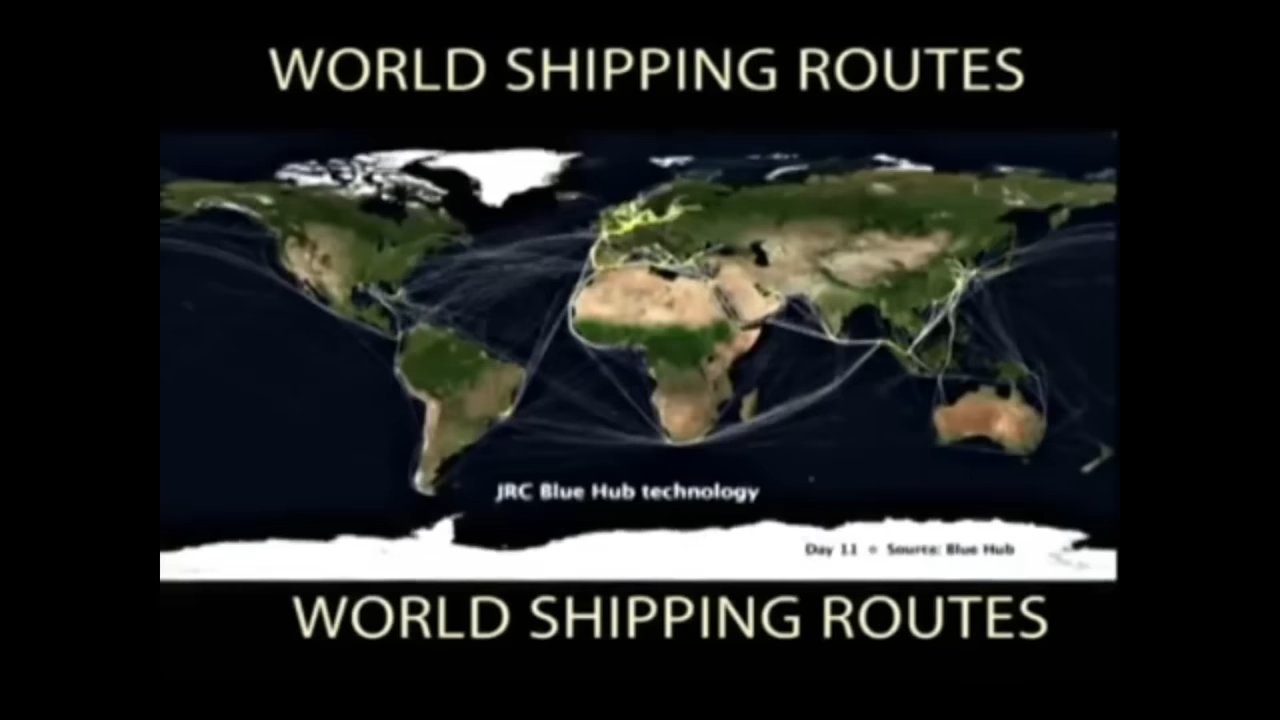 WORLD SHIPPING ROUTES
JRC Blue Hub technology
Day 11 Source: Blue Hub
WORLD SHIPPING ROUTES